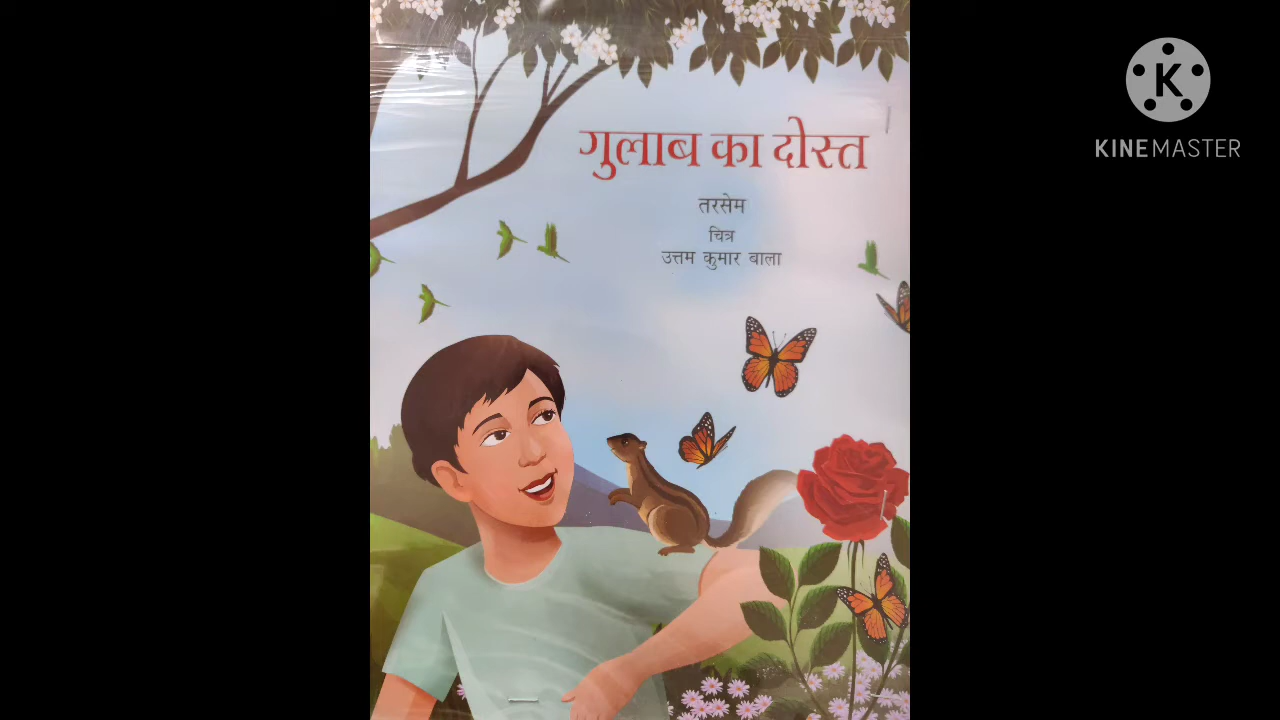 गुलाब का दोस्त
तरसेम
चित्र
उत्तम कुमार बाला
K
KINEMASTER